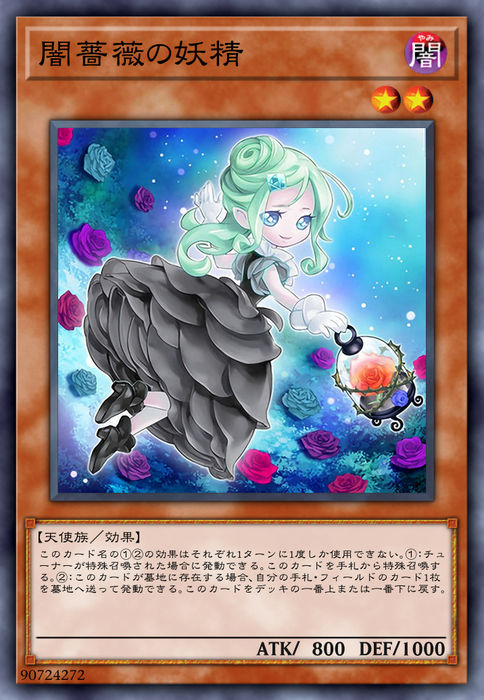 闇薔薇の妖精
やみ
闇
【天使族／効果】
このカード名の①②の効果はそれぞれ1ターンに1度しか使用できない。①:チュ
ーナーが特殊召喚された場合に発動できる。このカードを手札から特殊召喚す
る。②:このカードが墓地に存在する場合、自分の手札・フィールドのカード1枚
を墓地へ送って発動できる。このカードをデッキの一番上または一番下に戻す。
ATK/ 800 DEF/1000
90724272